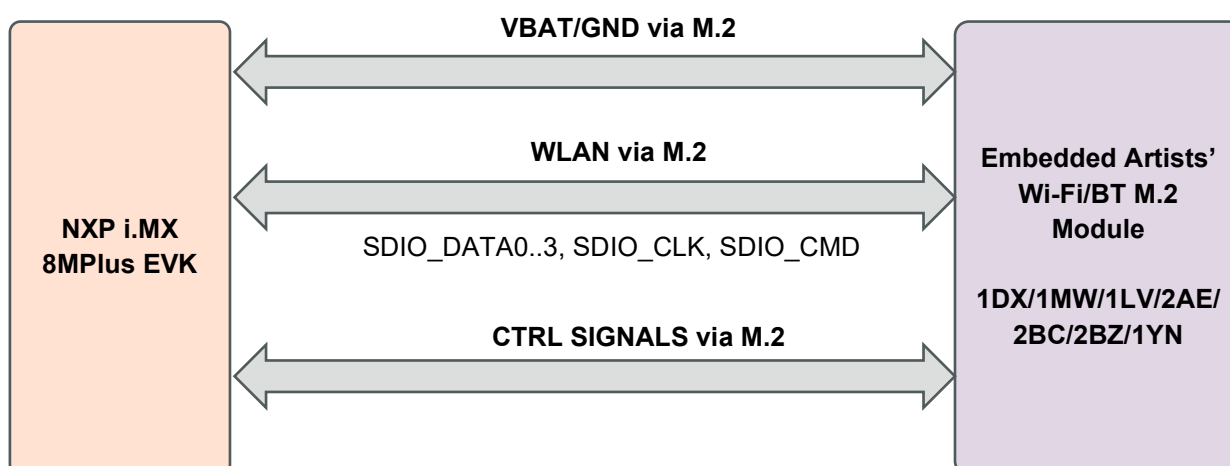 VBAT/GND via M.2
WLAN via M.2
SDIO_DATA0..3, SDIO_CLK, SDIO_CMD
CTRL SIGNALS via M.2
NXP i.MX
8MPlus EVK
Embedded Artists’
Wi-Fi/BT M.2
Module
1DX/1MW/1LV/2AE/
2BC/2BZ/1YN